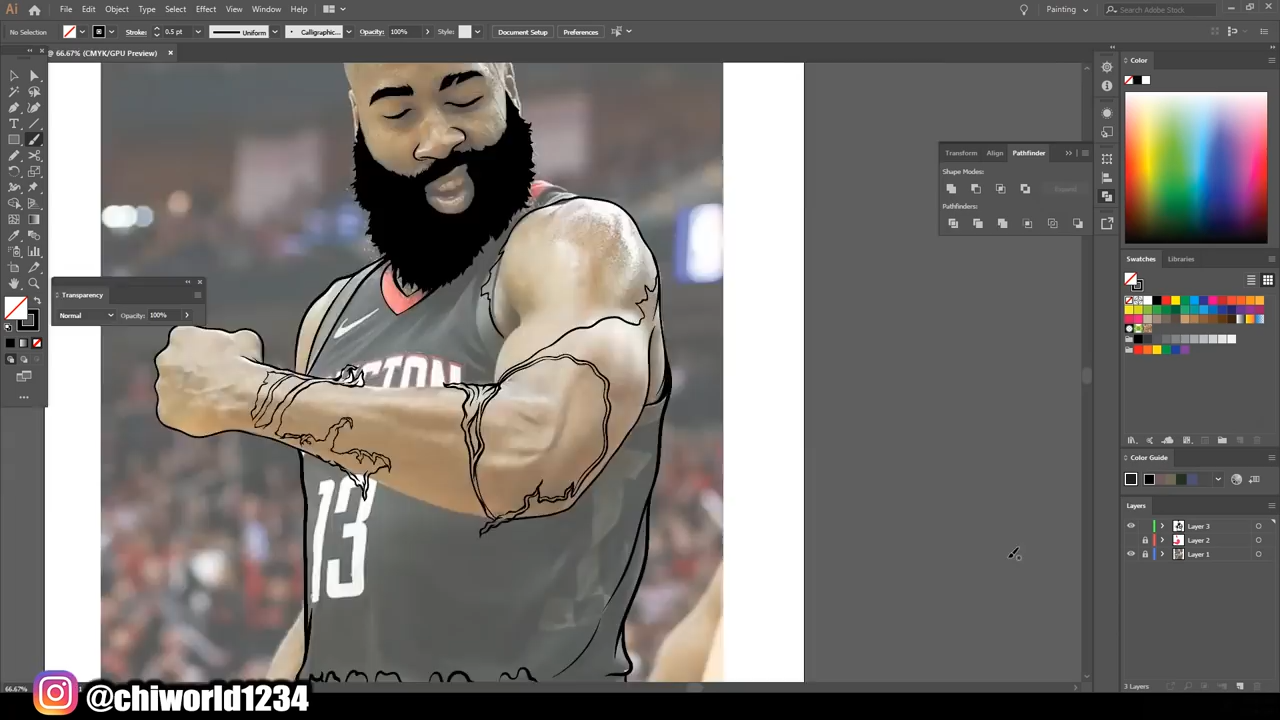 Ai File Edit Object Type Select Effect View Window Help Painting Search Adobe Stock
No Selection Stroke: 0.5 pt Uniform Calligraphic... Opacity: 100% Style: Document Setup Preferences
@ 66.67% (CMYK/GPU Preview)
Color
Transform Align Pathfinder
Shape Modes:
Expand
Pathfinders:
Swatches Libraries
Transparency
Normal Opacity: 100%
STON
13
Color Guide
Layers
Layer 3
Layer 2
Layer 1
3 Layers
66.67%
@chiworld1234